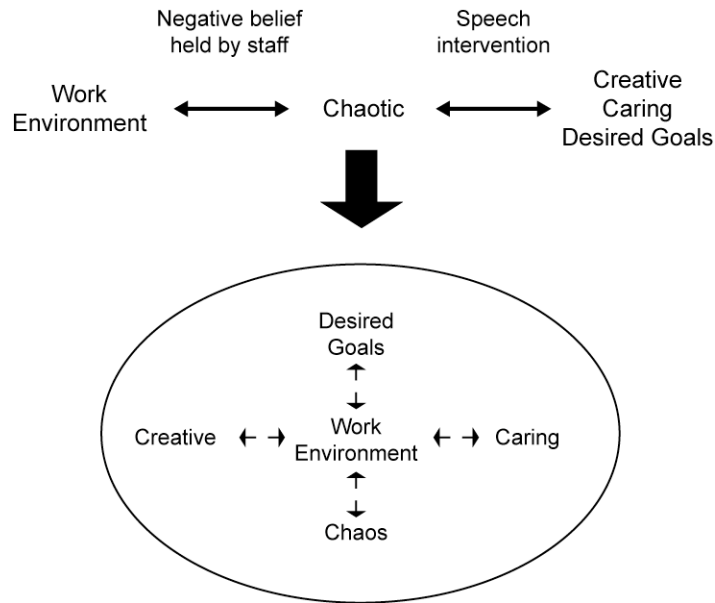 Negative belief
held by staff
Speech
intervention
Work
Environment
Chaotic
Creative
Caring
Desired Goals
Desired
Goals
Creative
Work
Environment
Caring
Chaos